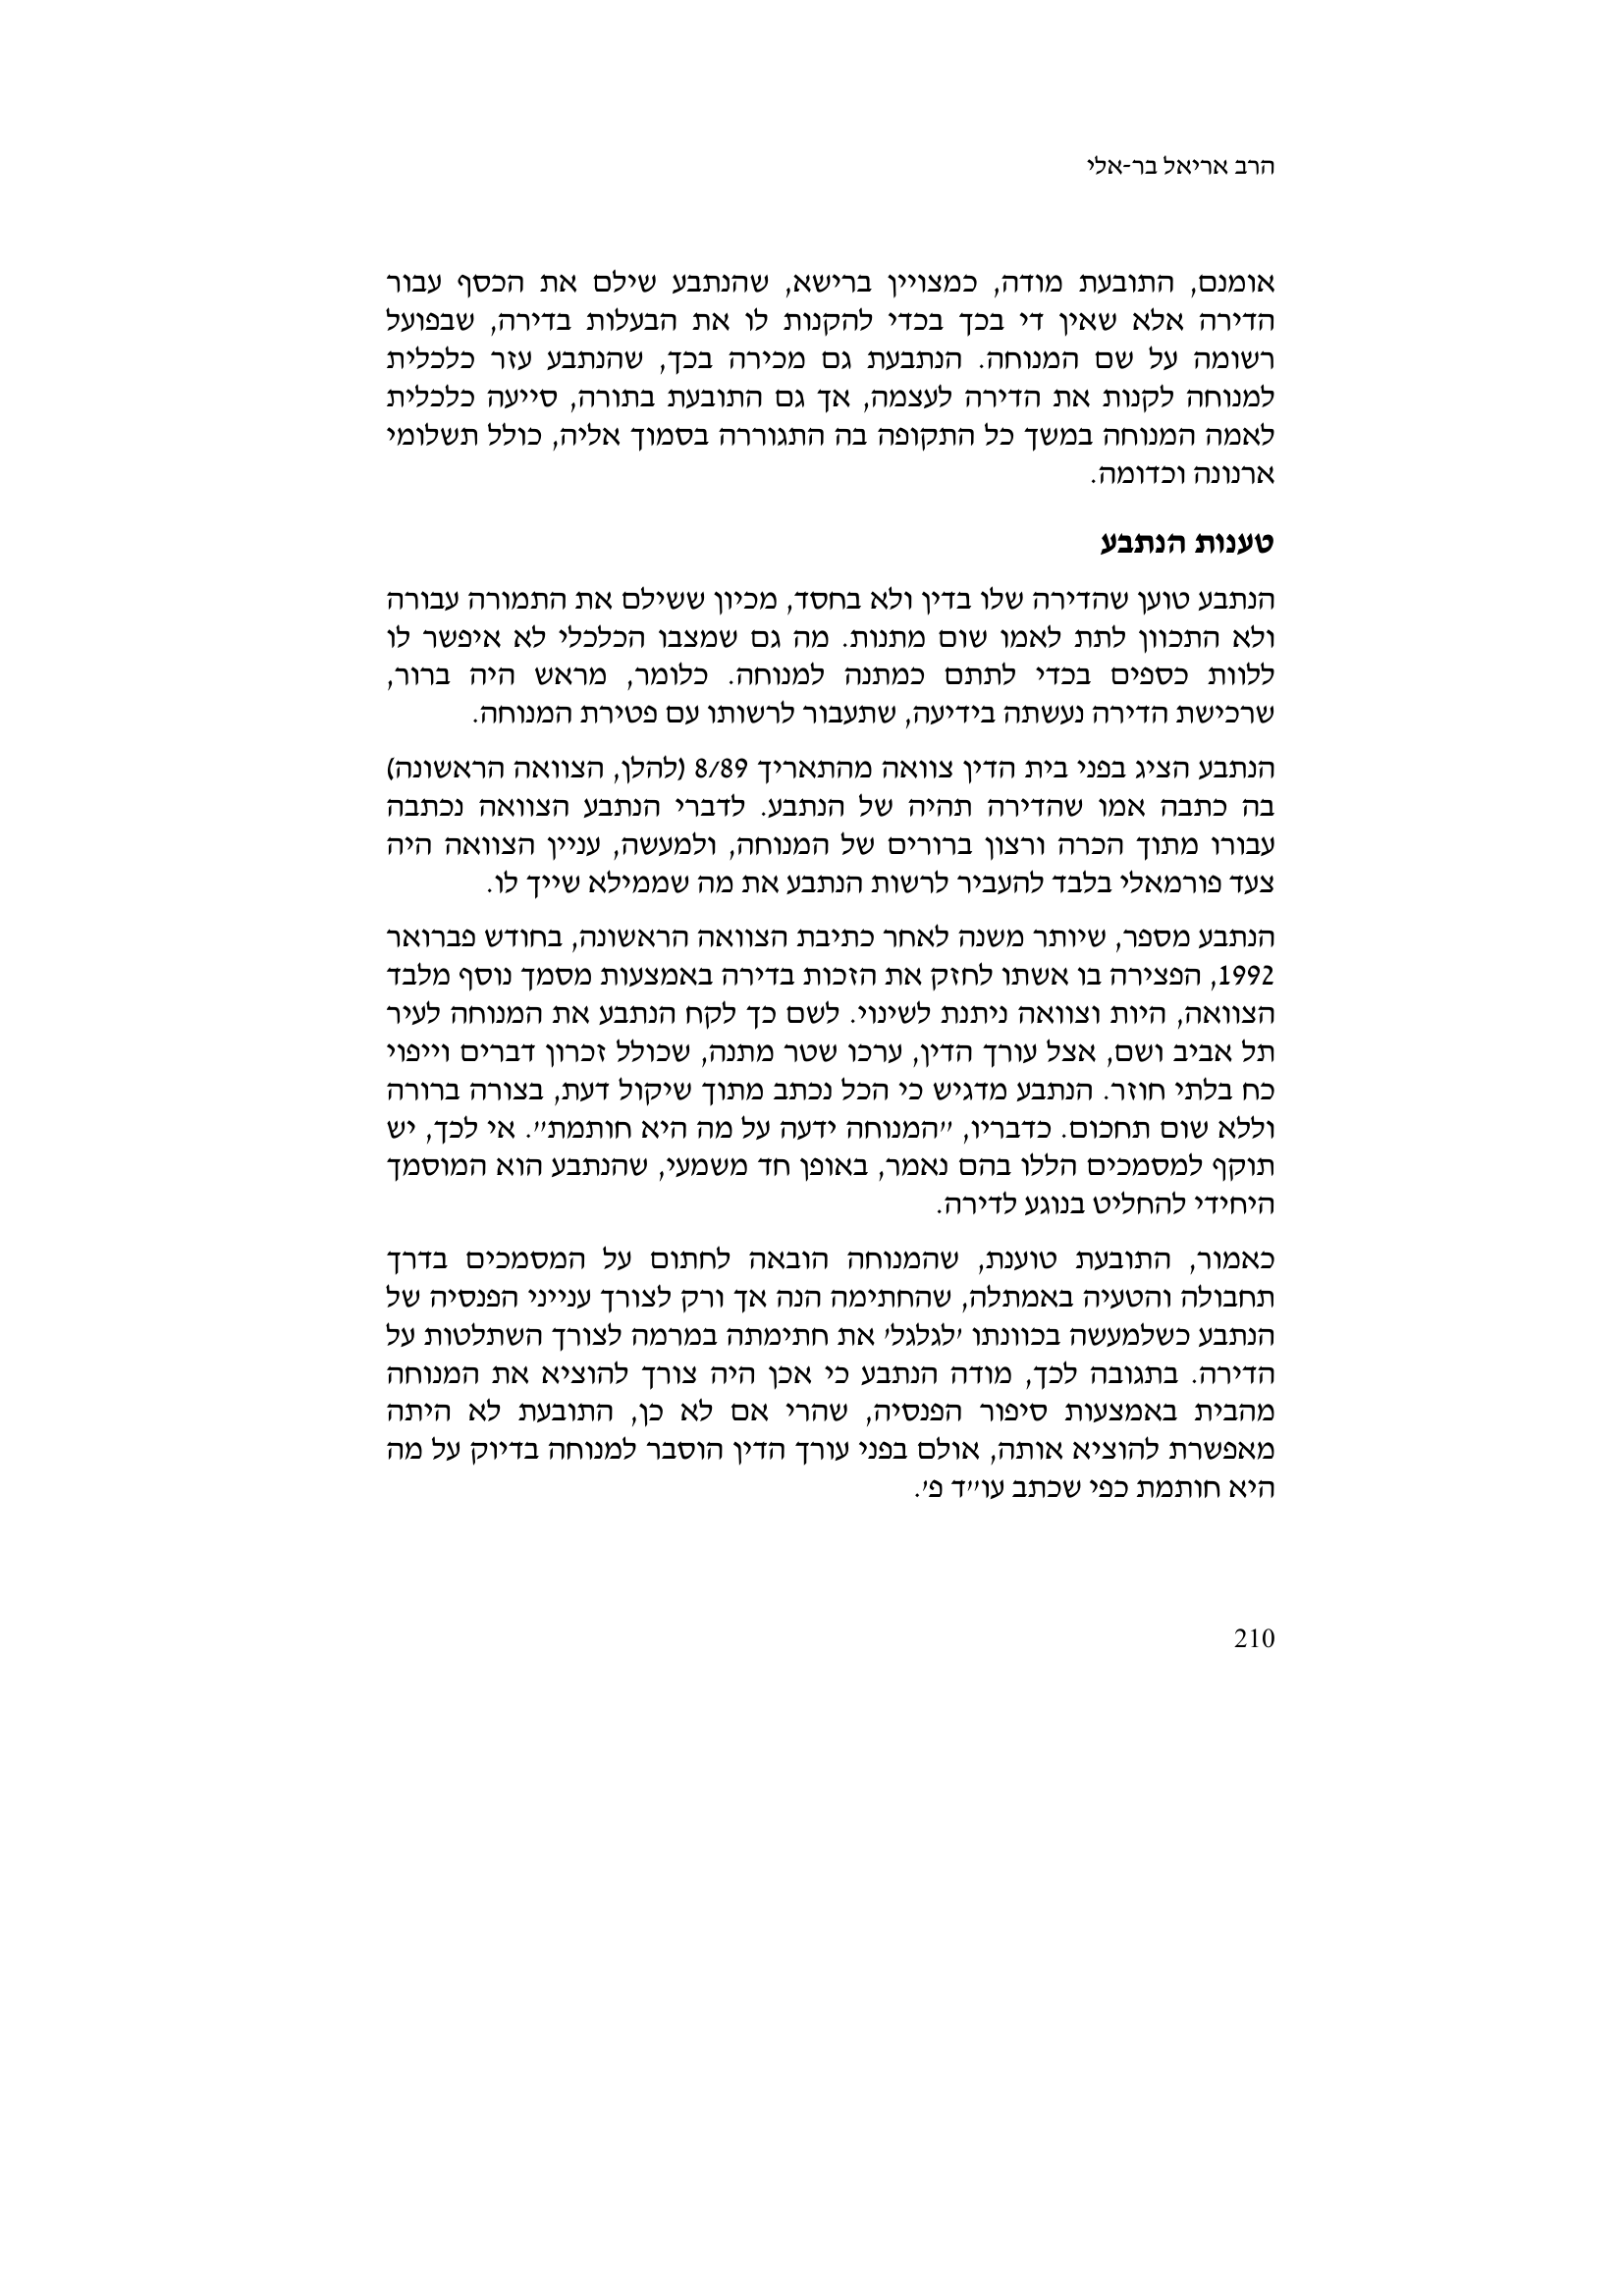 הרב אריאל בר-אלי
אומנם, התובעת מודה, כמצויין ברישא, שהנתבע שילם את הכסף עבור
הדירה אלא שאין די בכך בכדי להקנות לו את הבעלות בדירה, שבפועל
רשומה על שם המנוחה. הנתבעת גם מכירה בכך, שהנתבע עזר כלכלית
למנוחה לקנות את הדירה לעצמה, אך גם התובעת בתורה, סייעה כלכלית
לאמה המנוחה במשך כל התקופה בה התגוררה בסמוך אליה, כולל תשלומי
ארנונה וכדומה.
טענות הנתבע
הנתבע טוען שהדירה שלו בדין ולא בחסד, מכיון ששילם את התמורה עבורה
ולא התכוון לתת לאמו שום מתנות. מה גם שמצבו הכלכלי לא איפשר לו
ללוות כספים בכדי לתתם כמתנה למנוחה. כלומר, מראש היה ברור,
שרכישת הדירה נעשתה בידיעה, שתעבור לרשותו עם פטירת המנוחה.
הנתבע הציג בפני בית הדין צוואה מהתאריך 8/89 (להלן, הצוואה הראשונה)
בה כתבה אמו שהדירה תהיה של הנתבע. לדברי הנתבע הצוואה נכתבה
עבורו מתוך הכרה ורצון ברורים של המנוחה, ולמעשה, עניין הצוואה היה
צעד פורמאלי בלבד להעביר לרשות הנתבע את מה שממילא שייך לו.
הנתבע מספר, שיותר משנה לאחר כתיבת הצוואה הראשונה, בחודש פברואר
1992, הפצירה בו אשתו לחזק את הזכות בדירה באמצעות מסמך נוסף מלבד
הצוואה, היות וצוואה ניתנת לשינוי. לשם כך לקח הנתבע את המנוחה לעיר
תל אביב ושם, אצל עורך הדין, ערכו שטר מתנה, שכולל זכרון דברים וייפוי
כח בלתי חוזר. הנתבע מדגיש כי הכל נכתב מתוך שיקול דעת, בצורה ברורה
וללא שום תחכום. כדבריו, "המנוחה ידעה על מה היא חותמת". אי לכך, יש
תוקף למסמכים הללו בהם נאמר, באופן חד משמעי, שהנתבע הוא המוסמך
היחידי להחליט בנוגע לדירה.
כאמור, התובעת טוענת, שהמנוחה הובאה לחתום על המסמכים בדרך
תחבולה והטעיה באמתלה, שהחתימה הנה אך ורק לצורך ענייני הפנסיה של
הנתבע כשלמעשה בכוונתו 'לגלגל' את חתימתה במרמה לצורך השתלטות על
הדירה. בתגובה לכך, מודה הנתבע כי אכן היה צורך להוציא את המנוחה
מהבית באמצעות סיפור הפנסיה, שהרי אם לא כן, התובעת לא היתה
מאפשרת להוציא אותה, אולם בפני עורך הדין הוסבר למנוחה בדיוק על מה
היא חותמת כפי שכתב עו"ד פ'.
210